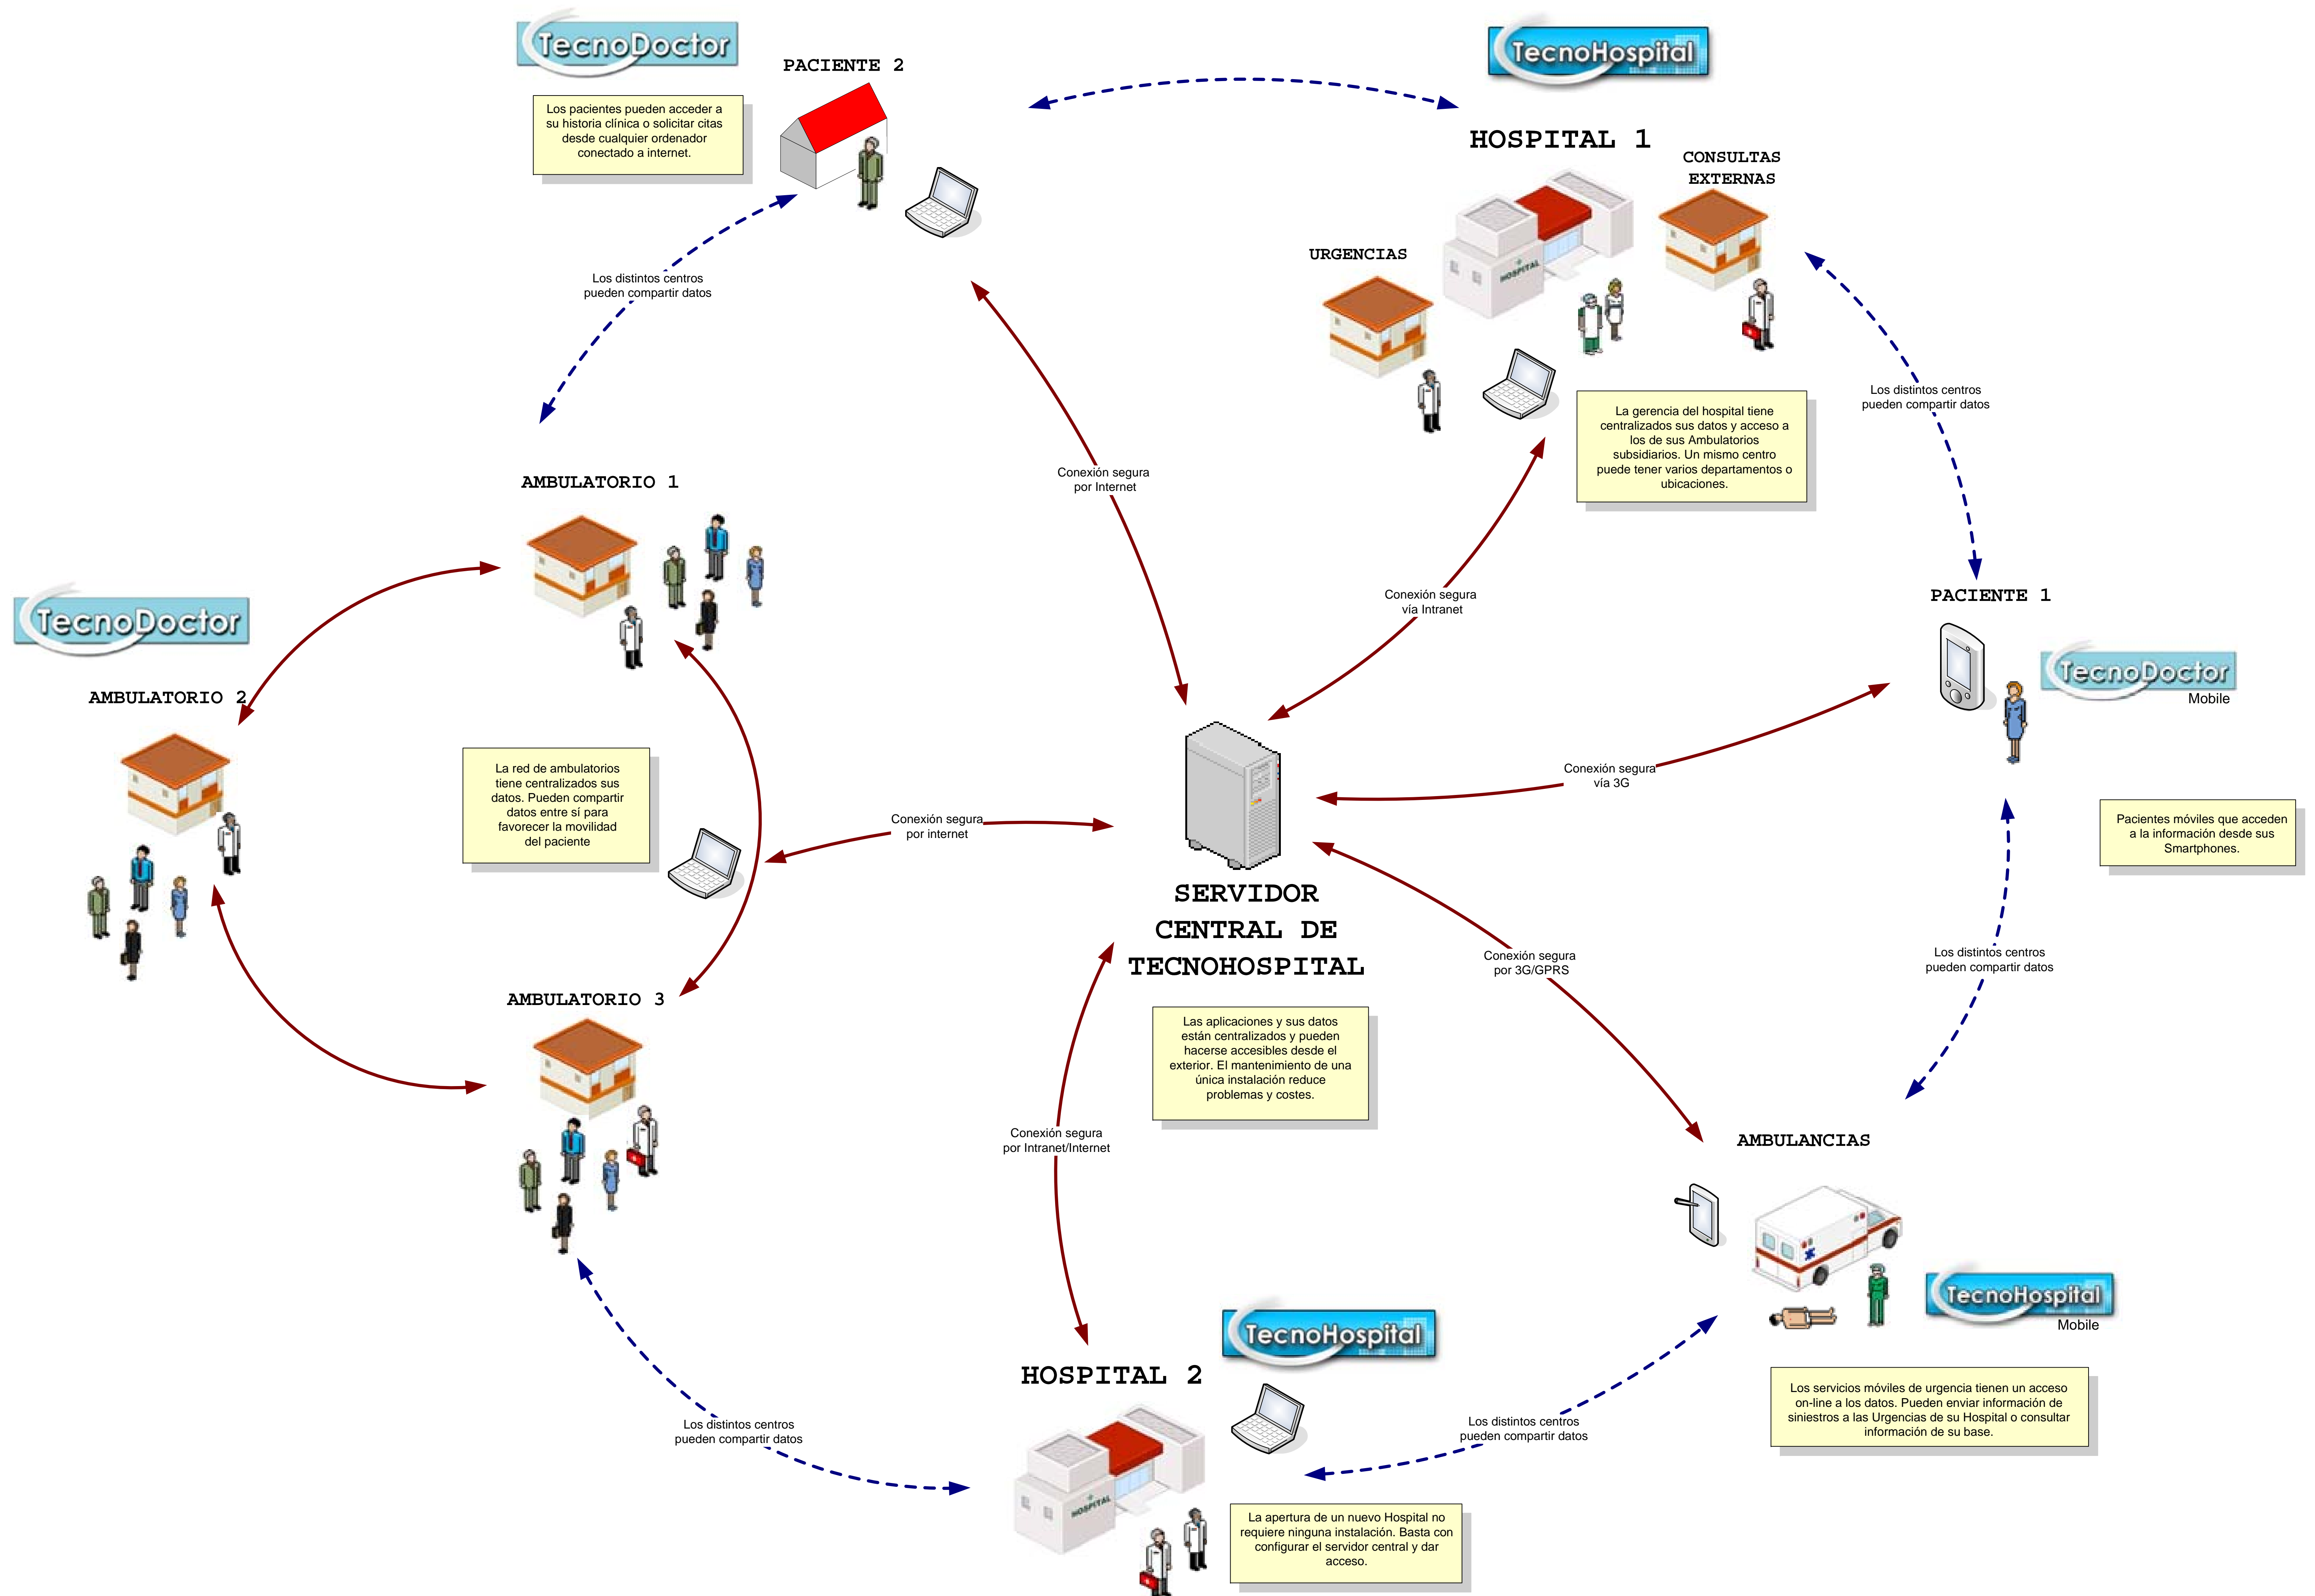 TecnoDoctor
PACIENTE 2
Los pacientes pueden acceder a
su historia clínica o solicitar citas
desde cualquier ordenador
conectado a internet.
TecnoHospital
HOSPITAL 1
CONSULTAS
EXTERNAS
URGENCIAS
HOSPITAL
La gerencia del hospital tiene
centralizados sus datos y acceso a
los de sus Ambulatorios
subsidiarios. Un mismo centro
puede tener varios departamentos o
ubicaciones.
Los distintos centros
pueden compartir datos
Los distintos centros
pueden compartir datos
Conexión segura
por Internet
Conexión segura
vía Intranet
AMBULATORIO 1
TecnoDoctor
AMBULATORIO 2
La red de ambulatorios
tiene centralizados sus
datos. Pueden compartir
datos entre sí para
favorecer la movilidad
del paciente
Conexión segura
por internet
AMBULATORIO 3
SERVIDOR
CENTRAL DE
TECNOHOSPITAL
Las aplicaciones y sus datos
están centralizados y pueden
hacerse accesibles desde el
exterior. El mantenimiento de una
única instalación reduce
problemas y costes.
Conexión segura
vía 3G
PACIENTE 1
TecnoDoctor
Mobile
Pacientes móviles que acceden
a la información desde sus
Smartphones.
Los distintos centros
pueden compartir datos
Conexión segura
por 3G/GPRS
Conexión segura
por Intranet/Internet
AMBULANCIAS
TecnoHospital
Mobile
Los servicios móviles de urgencia tienen un acceso
on-line a los datos. Pueden enviar información de
siniestros a las Urgencias de su Hospital o consultar
información de su base.
TecnoHospital
HOSPITAL 2
HOSPITAL
Los distintos centros
pueden compartir datos
Los distintos centros
pueden compartir datos
La apertura de un nuevo Hospital no
requiere ninguna instalación. Basta con
configurar el servidor central y dar
acceso.